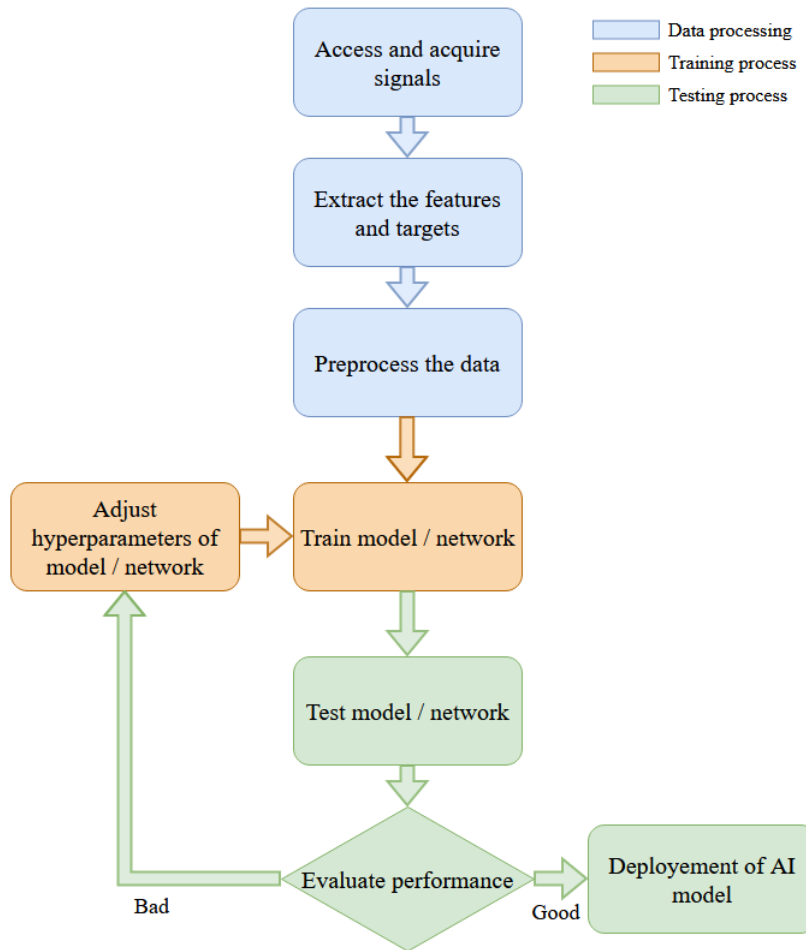 Access and acquire
signals
Data processing
Training process
Testing process
Extract the features
and targets
Preprocess the data
Adjust
hyperparameters of
model / network
Train model / network
Test model / network
Evaluate performance
Bad
Good
Deployement of AI
model